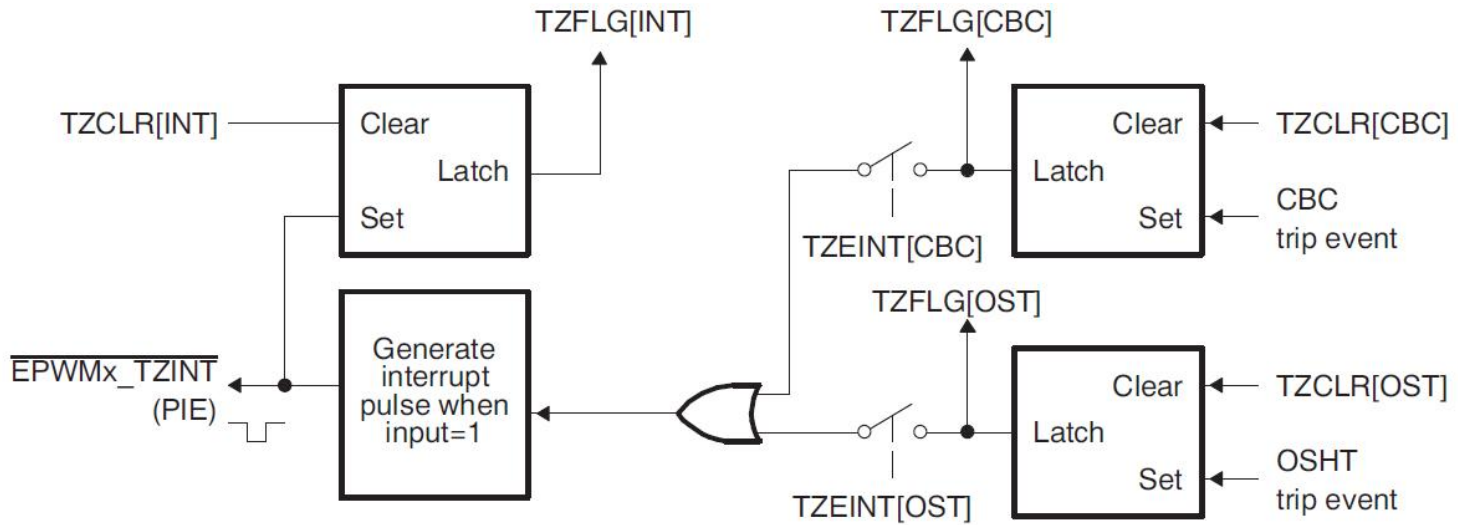 TZFLG[INT]
TZFLG[CBC]
TZCLR[INT]
Clear
Latch
Set
Clear
TZCLR[CBC]
Latch
Set
CBC
trip event
TZEINT[CBC]
TZFLG[OST]
EPWMx_TZINT
(PIE)
Generate
interrupt
pulse when
input=1
Clear
TZCLR[OST]
Latch
Set
OSHT
trip event
TZEINT[OST]